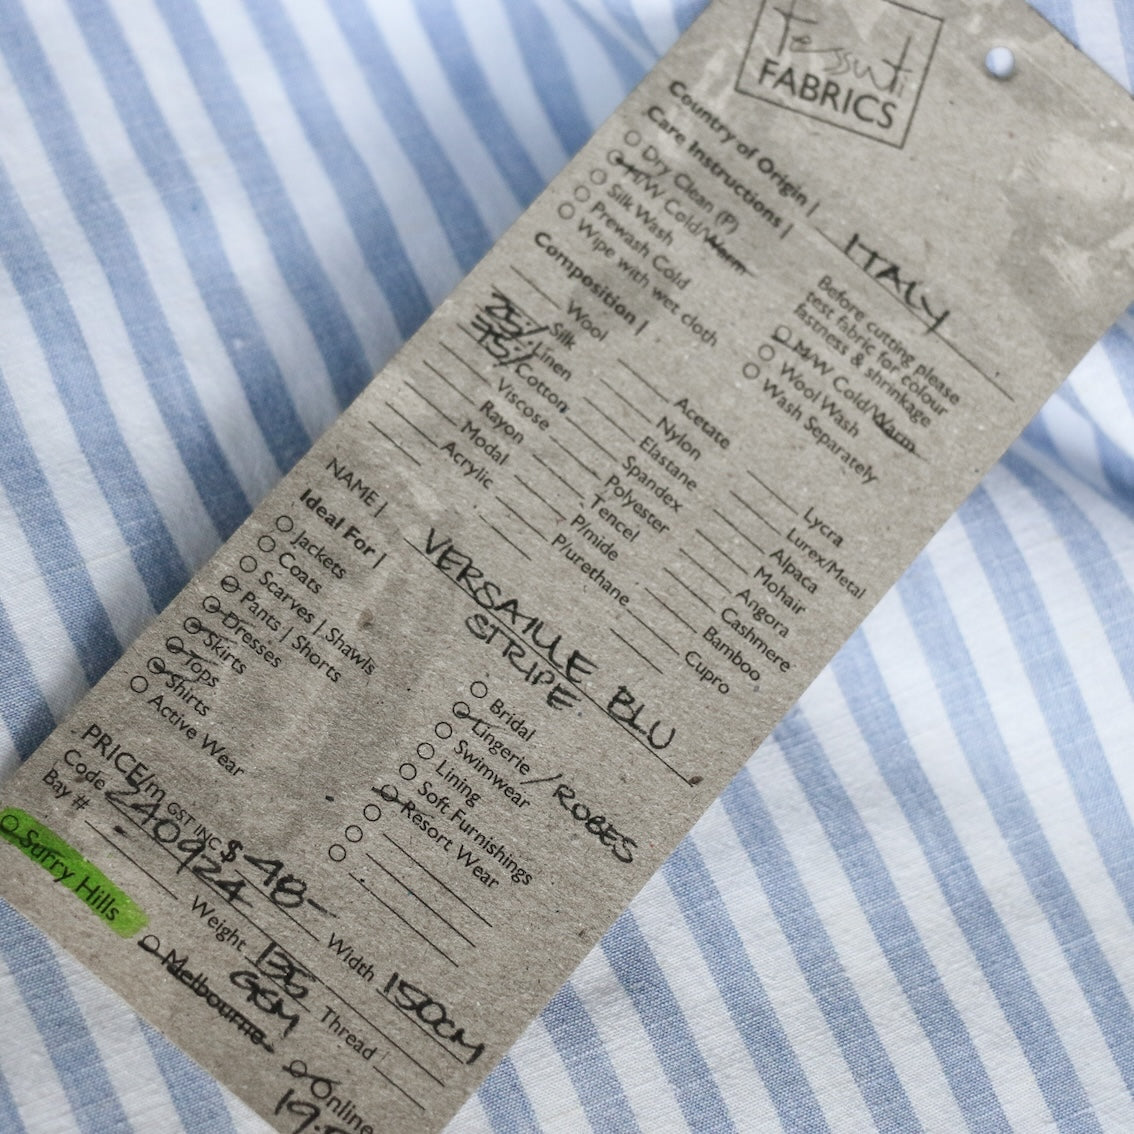 Tessuti
FABRICS
Country of Origin | ITALY
Care Instructions |
Dry Clean (P)
M/W Cold/Warm
Silk Wash
Prewash Cold
Wipe with wet cloth
Before cutting please
test fabric for colour
fastness & shrinkage
M/W Cold/Warm
Wool Wash
Wash Separately
Composition |
Wool
Silk
25% Linen
75% Cotton
Viscose
Rayon
Modal
Acrylic
Acetate
Nylon
Elastane
Spandex
Polyester
Tencel
P/mide
P/urethane
Lycra
Lurex/Metal
Alpaca
Mohair
Angora
Cashmere
Bamboo
Cupro
NAME | VERSAILLE BLU
STRIPE
Ideal For |
Jackets
Coats
Scarves | Shawls
Pants | Shorts
Dresses
Skirts
Tops
Shirts
Active Wear
Bridal
Lingerie / ROBES
Swimwear
Lining
Soft Furnishings
Resort Wear
PRICE/m GST INC $48-
Width 150CM
Code 240924
Weight GSM
Thread
Bay # -
Surry Hills
Melbourne
Online